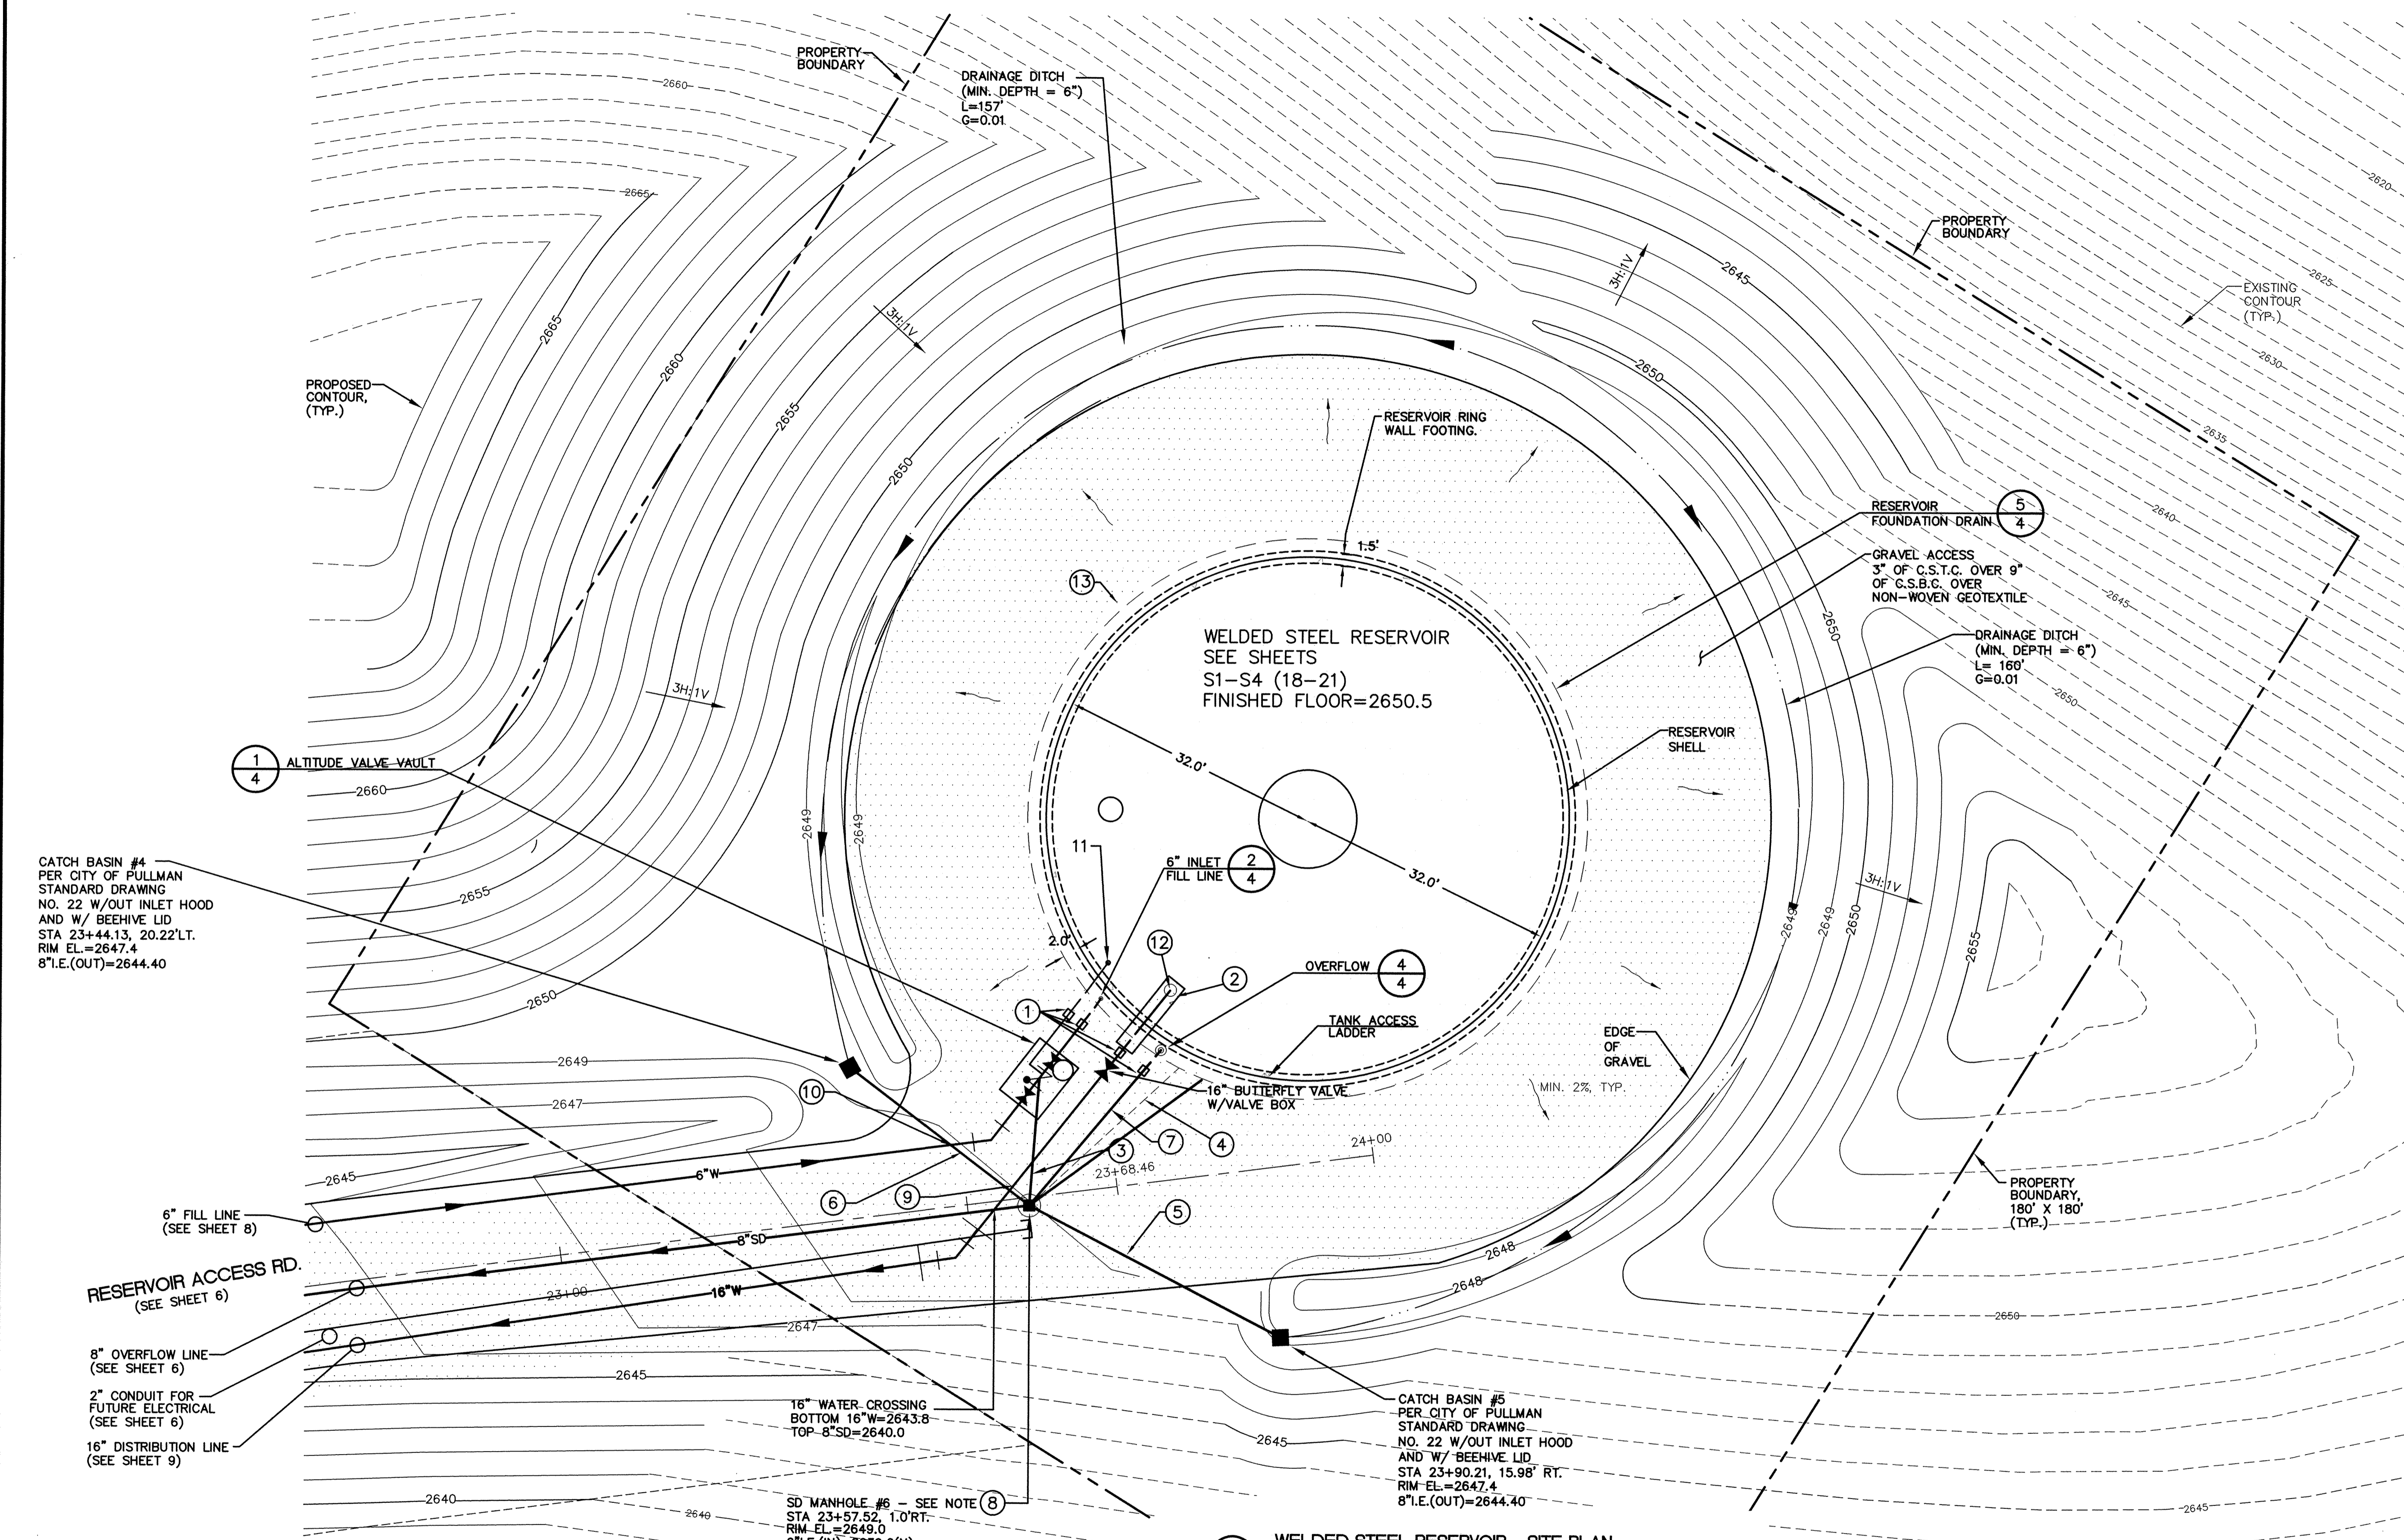 PROPERTY
BOUNDARY
DRAINAGE DITCH
(MIN. DEPTH = 6")
L=157'
G=0.01
2660
2665
2620
PROPERTY
BOUNDARY
3H:1V
2645
2625
EXISTING
CONTOUR
(TYP.)
2630
3H:1V
2665
2660
2655
2650
2650
PROPOSED
CONTOUR,
(TYP.)
RESERVOIR RING
WALL FOOTING.
2635
2640
RESERVOIR
FOUNDATION DRAIN
5
4
1.5'
GRAVEL ACCESS
3" OF C.S.T.C. OVER 9"
OF C.S.B.C. OVER
NON-WOVEN GEOTEXTILE
2645
13
2650
WELDED STEEL RESERVOIR
SEE SHEETS
S1-S4 (18-21)
FINISHED FLOOR=2650.5
DRAINAGE DITCH
(MIN. DEPTH = 6")
L= 160'
G=0.01
2650
3H:1V
RESERVOIR
SHELL
1
4
ALTITUDE VALVE VAULT
32.0'
2660
2649
2649
11
6" INLET
FILL LINE
2
4
32.0'
3H:1V
CATCH BASIN #4
PER CITY OF PULLMAN
STANDARD DRAWING
NO. 22 W/OUT INLET HOOD
AND W/ BEEHIVE LID
STA 23+44.13, 20.22'LT.
RIM EL.=2647.4
8"I.E.(OUT)=2644.40
2655
2650
2649
2649
2650
2655
2.0'
12
2
OVERFLOW
4
4
1
TANK ACCESS
LADDER
EDGE
OF
GRAVEL
2649
10
16" BUTTERFLY VALVE
W/VALVE BOX
MIN. 2%, TYP.
2647
3
7
4
24+00
23+68.46
2645
6"W
6
9
5
PROPERTY
BOUNDARY,
180' X 180'
(TYP.)
6" FILL LINE
(SEE SHEET 8)
8"SD
2648
2648
RESERVOIR ACCESS RD.
(SEE SHEET 6)
23+00
16"W
2650
2647
8" OVERFLOW LINE
(SEE SHEET 6)
2645
2" CONDUIT FOR
FUTURE ELECTRICAL
(SEE SHEET 6)
16" WATER CROSSING
BOTTOM 16"W=2643.8
TOP 8"SD=2640.0
CATCH BASIN #5
PER CITY OF PULLMAN
STANDARD DRAWING
NO. 22 W/OUT INLET HOOD
AND W/ BEEHIVE LID
STA 23+90.21, 15.98' RT.
RIM EL.=2647.4
8"I.E.(OUT)=2644.40
16" DISTRIBUTION LINE
(SEE SHEET 9)
2645
2640
2640
2645
SD MANHOLE #6 - SEE NOTE 8
STA 23+57.52, 1.0'RT.
RIM EL.=2649.0
WELDED STEEL RESERVOIR - SITE PLAN